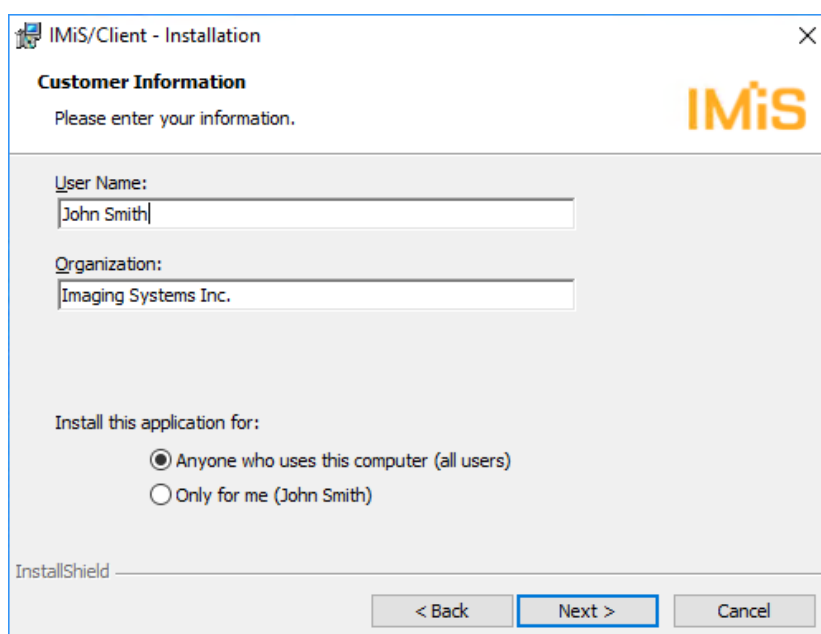 IMiS/Client - Installation
Customer Information
Please enter your information.
IMiS
User Name:
John Smith
Organization:
Imaging Systems Inc.
Install this application for:
Anyone who uses this computer (all users)
Only for me (John Smith)
InstallShield
< Back
Next >
Cancel